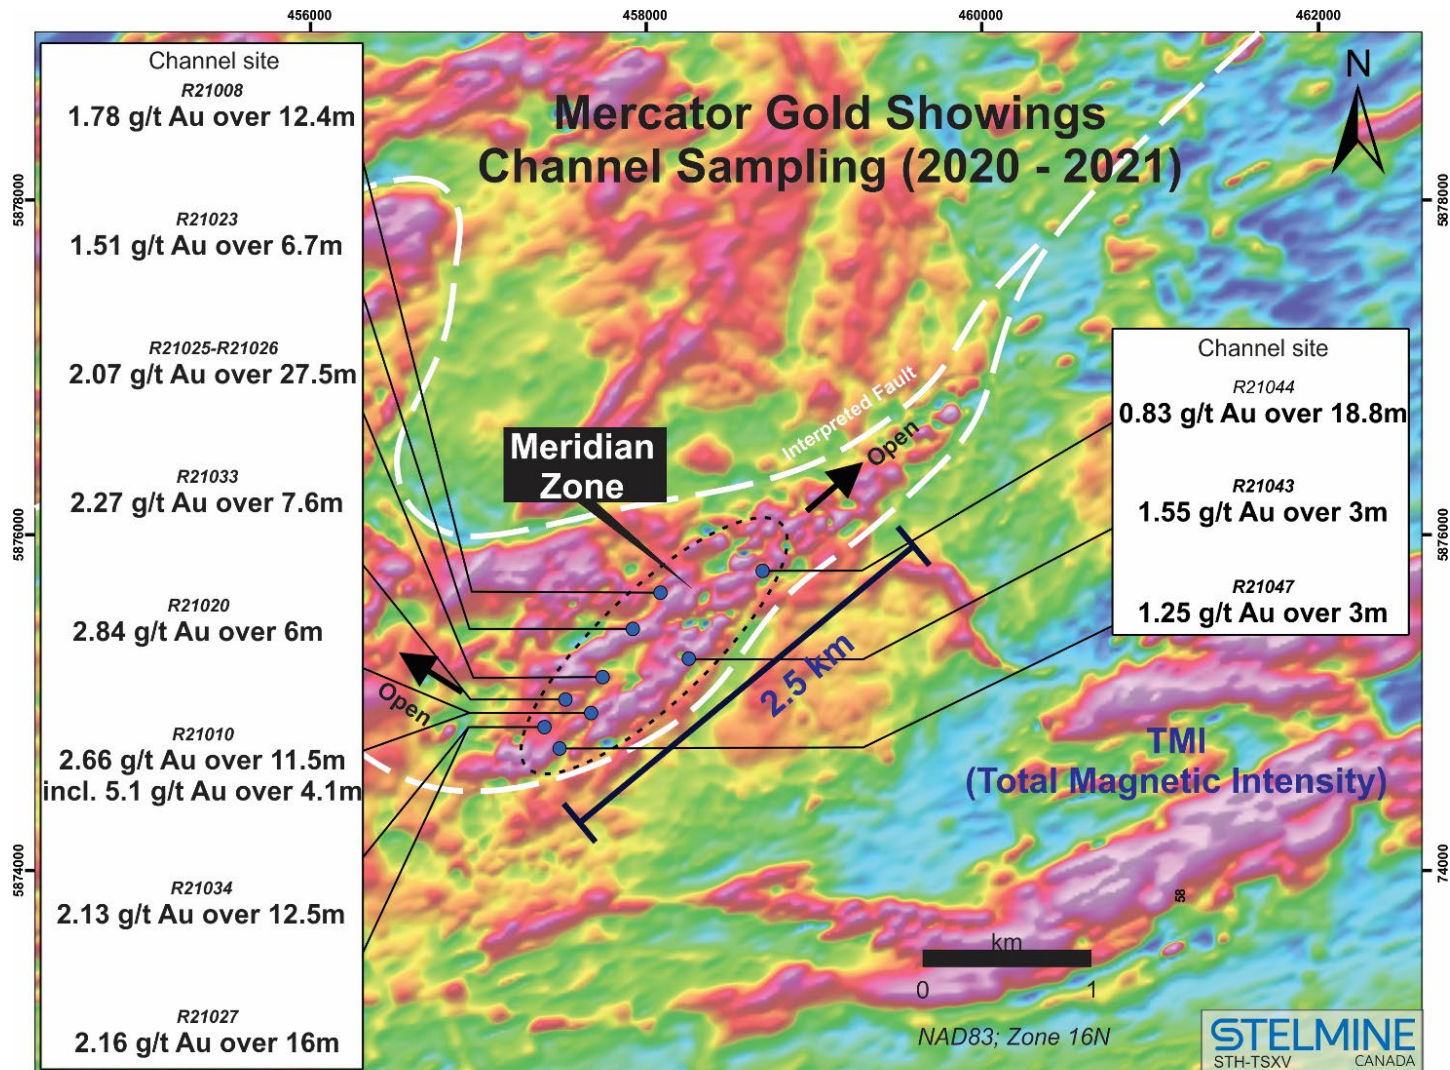 456000
458000
460000
462000
Mercator Gold Showings
Channel Sampling (2020 - 2021)
N
Channel site
R21008
1.78 g/t Au over 12.4m
R21023
1.51 g/t Au over 6.7m
R21025-R21026
2.07 g/t Au over 27.5m
R21033
2.27 g/t Au over 7.6m
R21020
2.84 g/t Au over 6m
R21010
2.66 g/t Au over 11.5m
incl. 5.1 g/t Au over 4.1m
R21034
2.13 g/t Au over 12.5m
R21027
2.16 g/t Au over 16m
5878000
5876000
5874000
Meridian
Zone
Interpreted Fault
Open
Open
2.5 km
Channel site
R21044
0.83 g/t Au over 18.8m
R21043
1.55 g/t Au over 3m
R21047
1.25 g/t Au over 3m
5878000
5876000
74000
58
TMI
(Total Magnetic Intensity)
km
0
1
NAD83; Zone 16N
STELMINE
STH-TSXV
CANADA